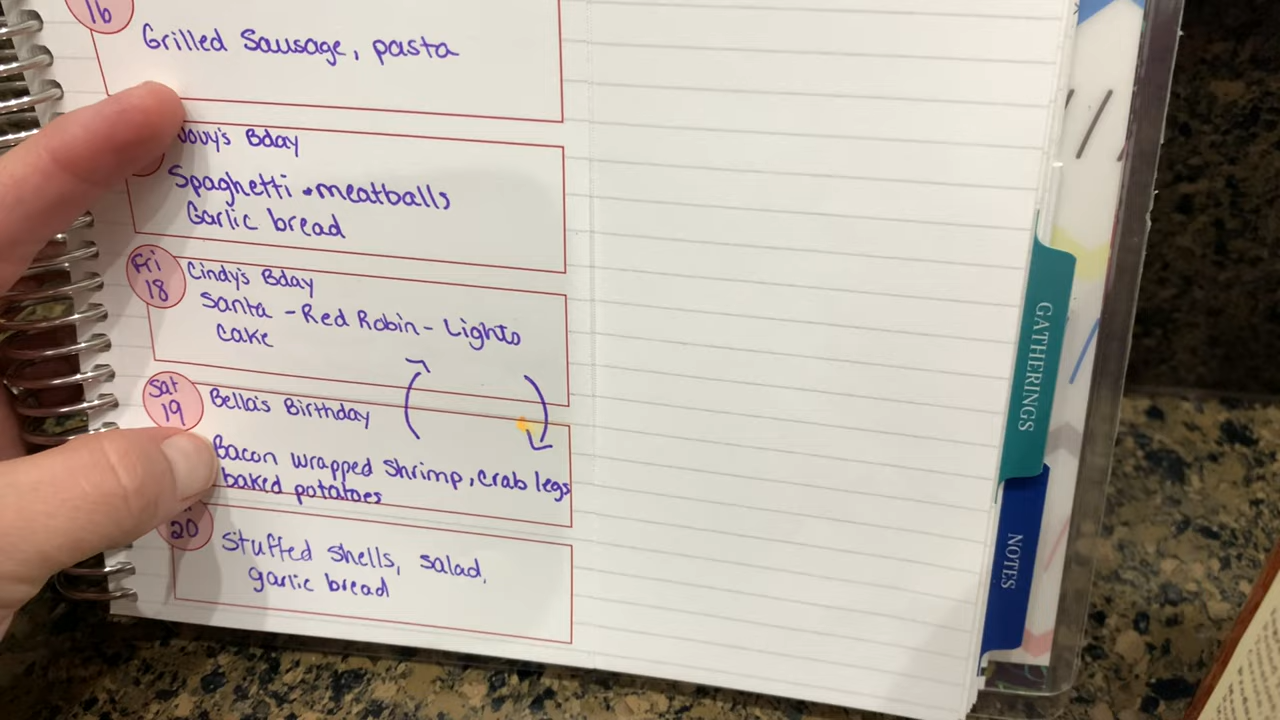 16
Grilled Sausage, pasta
Jovy's Bday
Spaghetti • meatballs
Garlic bread
Fri
18
Cindy's Bday
Santa - Red Robin - Lights
Cake
Sat
19
Bella's Birthday
Bacon wrapped Shrimp, crab legs
baked potatoes
20
Stuffed Shells, salad,
garlic bread
GATHERINGS
NOTES